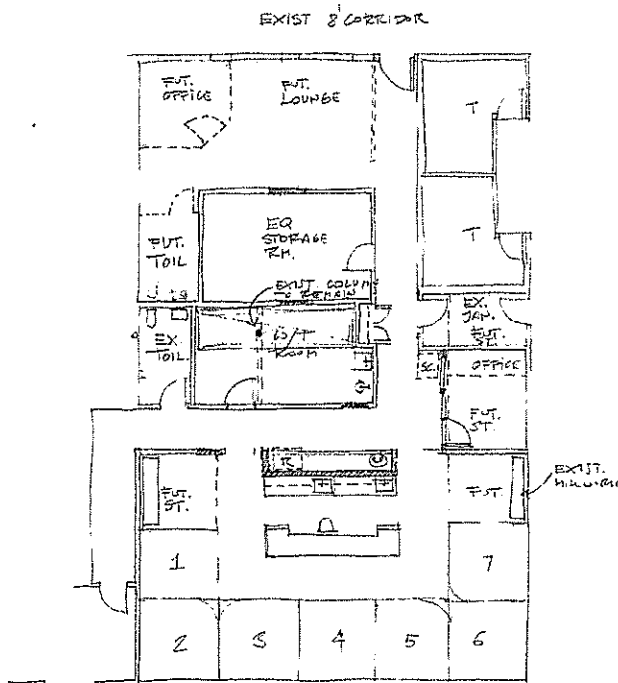 EXIST 8' CORRIDOR
FUT.
OFFICE
FUT.
LOUNGE
T
FUT.
TOIL
EQ
STORAGE
RM.
T
EXIST. COLUMN
TO REMAIN
EX.
JAN.
FUT.
ST.
EX
TOIL.
ROOM
SC.
OFFICE
FUT.
ST.
R
FUT.
ST.
FUT.
EXIST.
MILLWORK
1
7
2
3
4
5
6